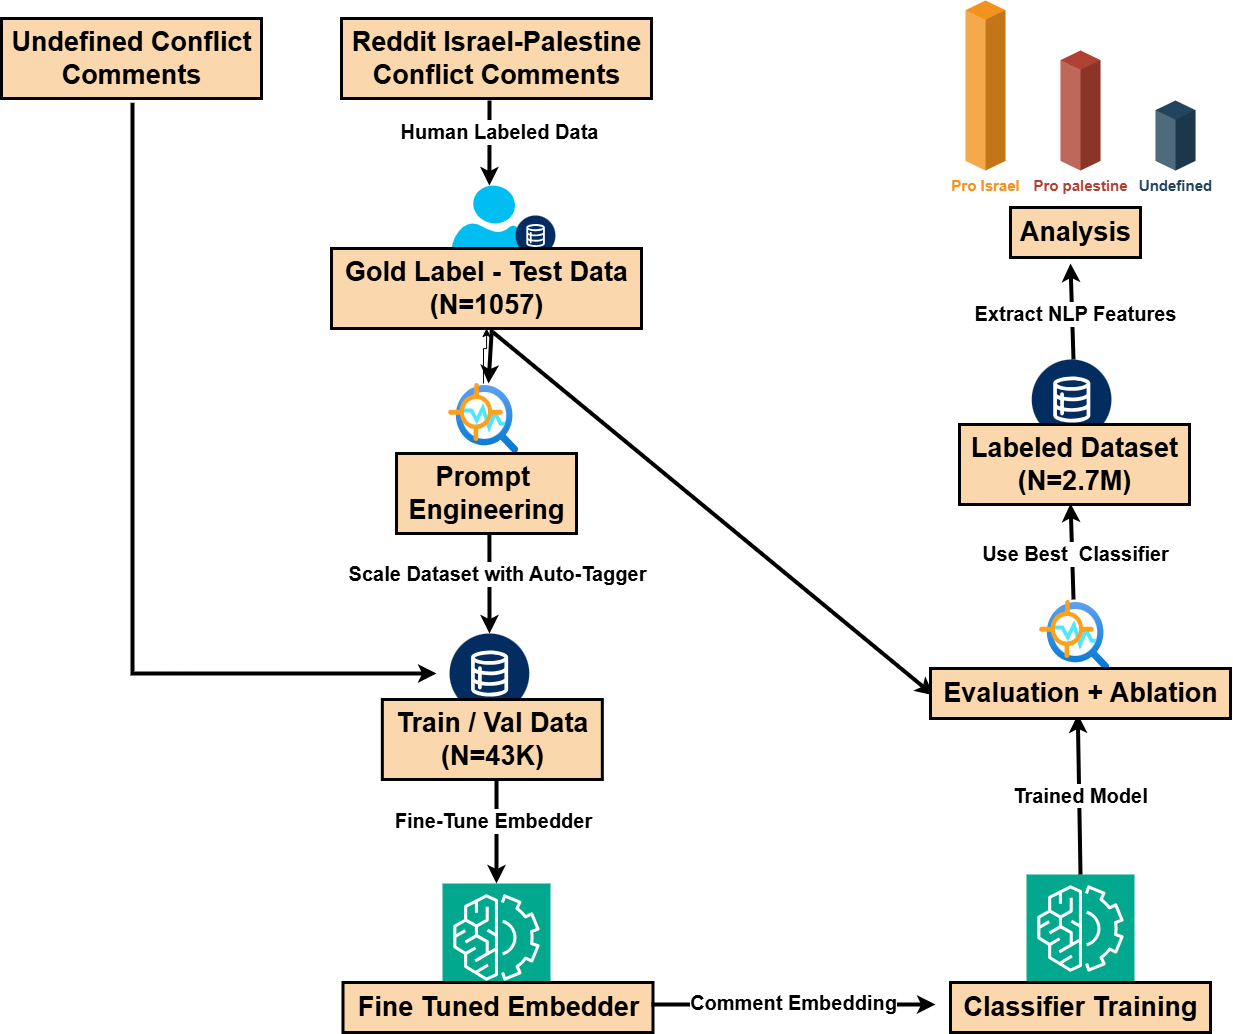 Undefined Conflict
Comments
Reddit Israel-Palestine
Conflict Comments
Human Labeled Data
Gold Label - Test Data
(N=1057)
Prompt
Engineering
Scale Dataset with Auto-Tagger
Train / Val Data
(N=43K)
Fine-Tune Embedder
Fine Tuned Embedder
Comment Embedding
Classifier Training
Trained Model
Evaluation + Ablation
Use Best  Classifier
Labeled Dataset
(N=2.7M)
Extract NLP Features
Analysis
Pro Israel
Pro palestine
Undefined